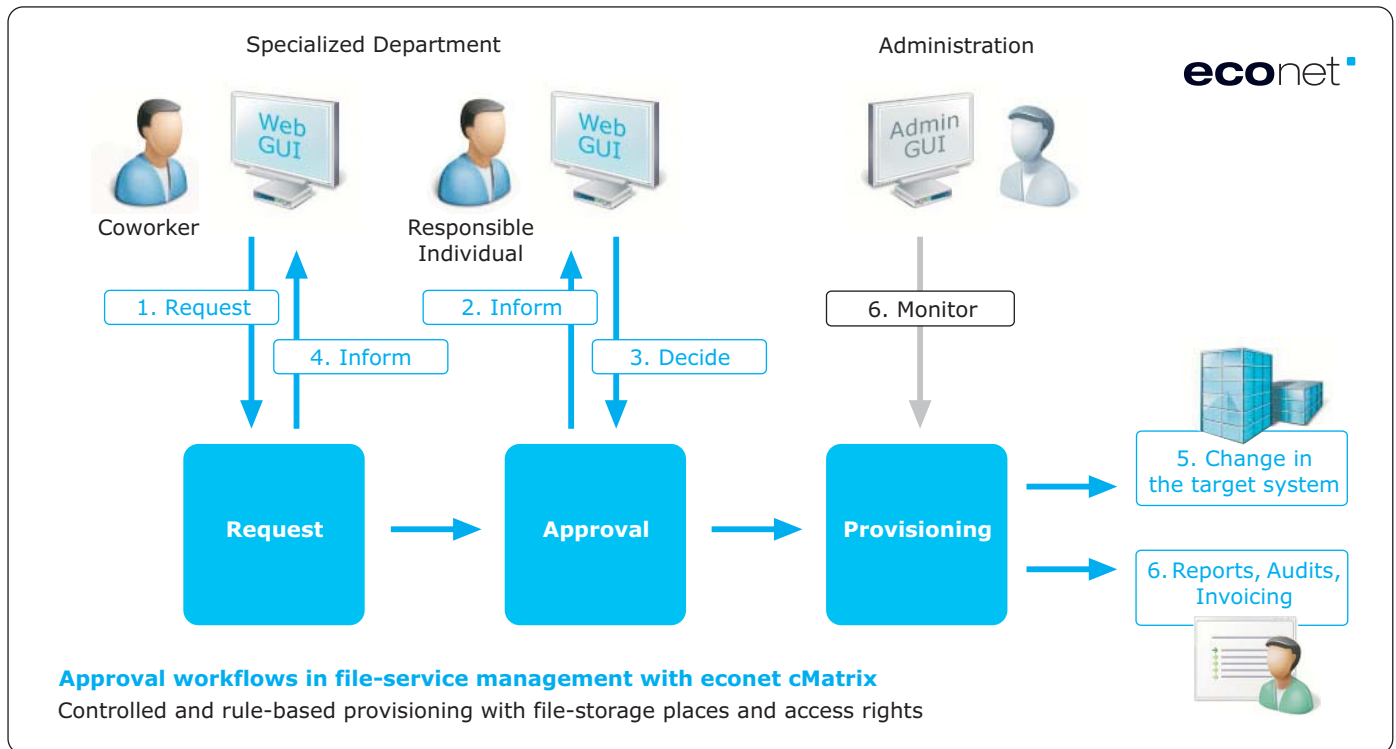 Specialized Department
Administration
econet
Web
GUI
Web
GUI
Admin
GUI
Coworker
Responsible
Individual
1. Request
2. Inform
6. Monitor
4. Inform
3. Decide
5. Change in
the target system
Request
Approval
Provisioning
6. Reports, Audits,
Invoicing
Approval workflows in file-service management with econet cMatrix
Controlled and rule-based provisioning with file-storage places and access rights